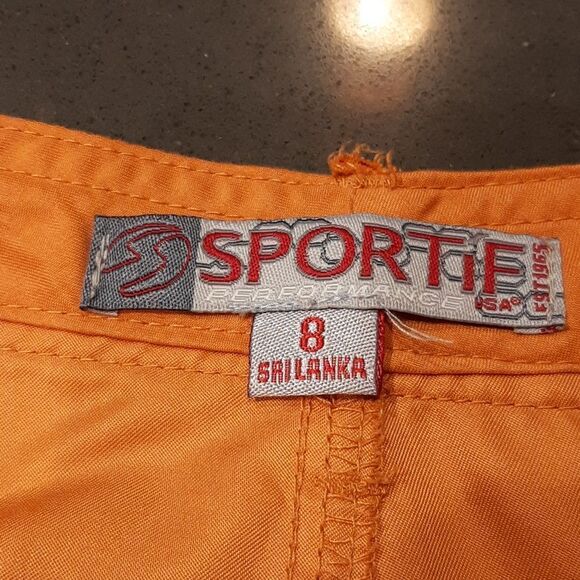 SPORTIF
PERFORMANCE
USA®
EST 1965
8
SRI LANKA